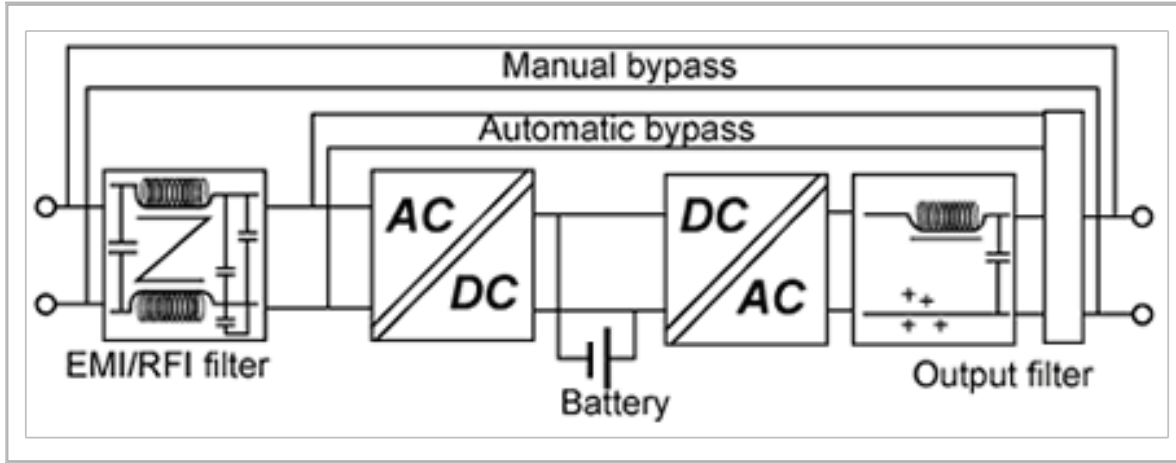 Manual bypass
Automatic bypass
AC
DC
DC
AC
EMI/RFI filter
Battery
Output filter